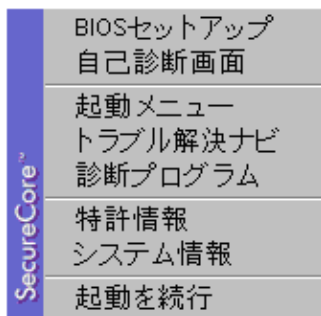 BIOSセットアップ
自己診断画面
起動メニュー
トラブル解決ナビ
診断プログラム
特許情報
システム情報
起動を続行
SecureCore™